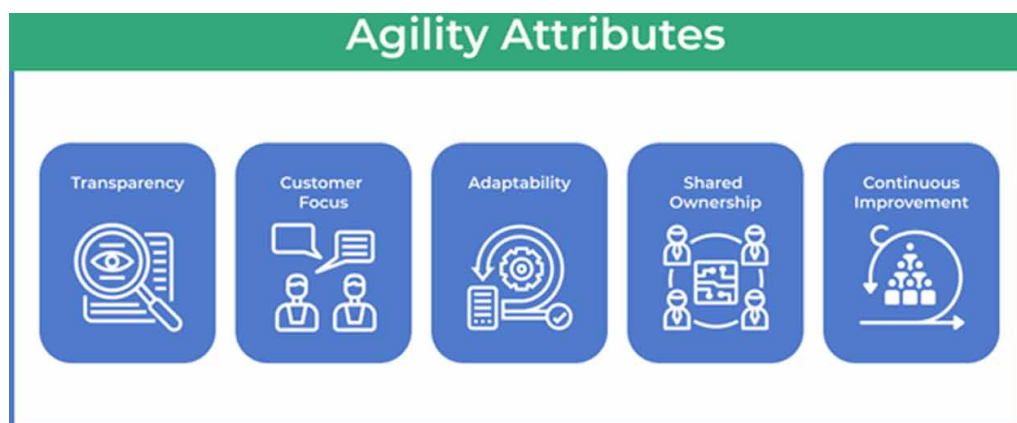 Agility Attributes
Transparency
Customer
Focus
Adaptability
Shared
Ownership
Continuous
Improvement